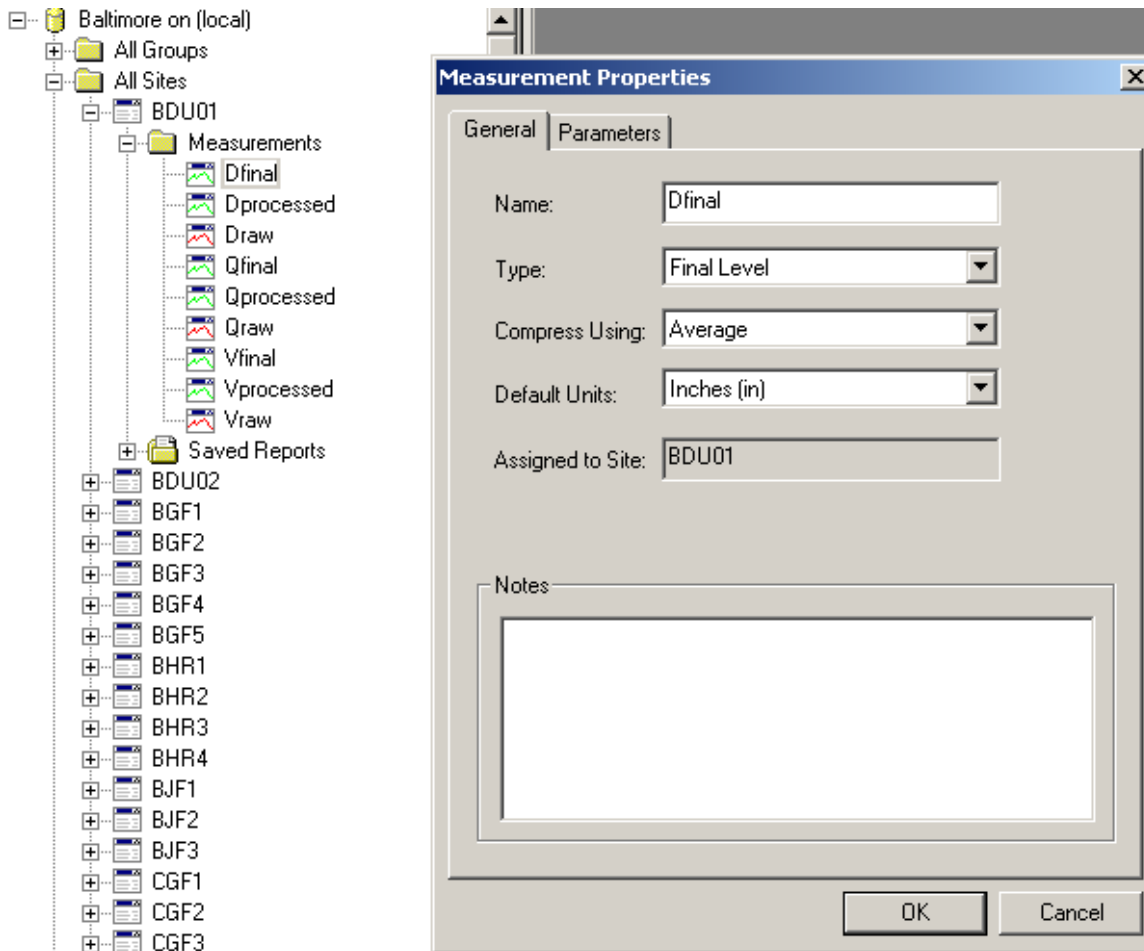 Baltimore on (local)
All Groups
All Sites
BDU01
Measurements
Dfinal
Dprocessed
Draw
Qfinal
Qprocessed
Qraw
Vfinal
Vprocessed
Vraw
Saved Reports
BDU02
BGF1
BGF2
BGF3
BGF4
BGF5
BHR1
BHR2
BHR3
BHR4
BJF1
BJF2
BJF3
CGF1
CGF2
CGF3
Measurement Properties
General Parameters
Name: Dfinal
Type: Final Level
Compress Using: Average
Default Units: Inches (in)
Assigned to Site: BDU01
Notes
OK Cancel